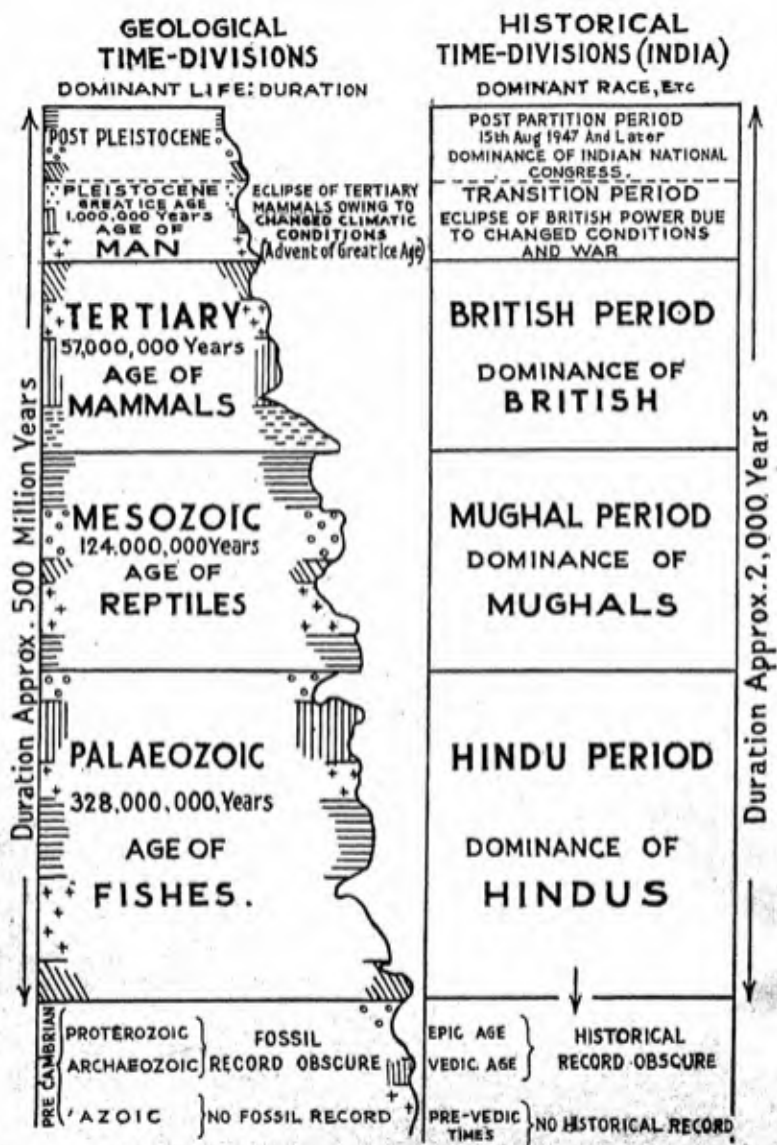 GEOLOGICAL
TIME-DIVISIONS
DOMINANT LIFE: DURATION
Duration Approx. 500 Million Years
POST PLEISTOCENE
PLEISTOCENE
GREAT ICE AGE
1,000,000 Years
AGE OF
MAN
ECLIPSE OF TERTIARY
MAMMALS OWING TO
CHANGED CLIMATIC
CONDITIONS
(Advent of Great Ice Age)
TERTIARY
57,000,000 Years
AGE OF
MAMMALS
MESOZOIC
124,000,000 Years
AGE OF
REPTILES
PALAEOZOIC
328,000,000, Years
AGE OF
FISHES.
PRE CAMBRIAN
PROTEROZOIC
ARCHAEOZOIC
FOSSIL
RECORD OBSCURE
'AZOIC
NO FOSSIL RECORD
HISTORICAL
TIME-DIVISIONS (INDIA)
DOMINANT RACE, ETC
POST PARTITION PERIOD
15th Aug 1947 And Later
DOMINANCE OF INDIAN NATIONAL
CONGRESS.
TRANSITION PERIOD
ECLIPSE OF BRITISH POWER DUE
TO CHANGED CONDITIONS
AND WAR
BRITISH PERIOD
DOMINANCE OF
BRITISH
MUGHAL PERIOD
DOMINANCE OF
MUGHALS
HINDU PERIOD
DOMINANCE OF
HINDUS
EPIC AGE
VEDIC AGE
HISTORICAL
RECORD OBSCURE
PRE-VEDIC
TIMES
NO HISTORICAL RECORD
Duration Approx. 2,000 Years